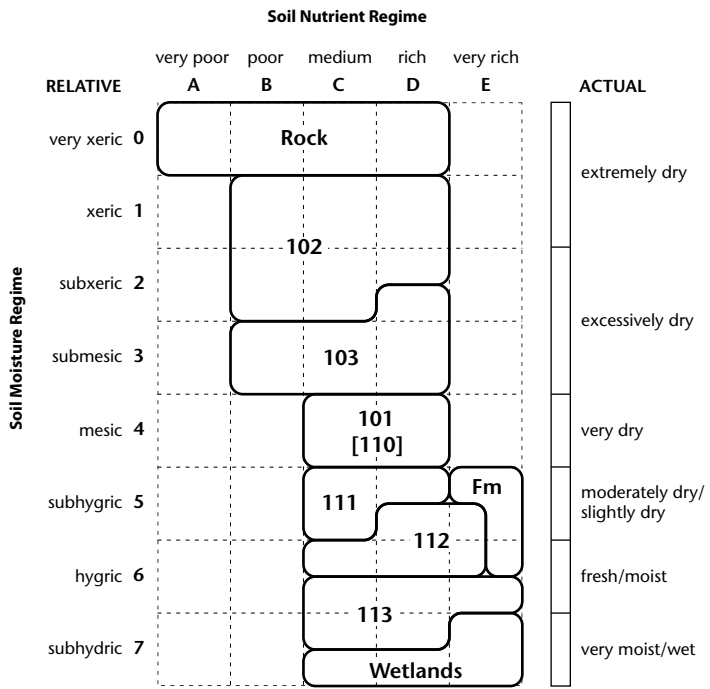 Soil Nutrient Regime
very poor poor medium rich very rich
RELATIVE A B C D E ACTUAL
Soil Moisture Regime
very xeric 0 Rock
extremely dry
xeric 1
102
subxeric 2
excessively dry
submesic 3 103
mesic 4 101 very dry
[110]
subhygric 5 111 Fm moderately dry/
slightly dry
112
hygric 6 fresh/moist
113
subhydric 7 very moist/wet
Wetlands